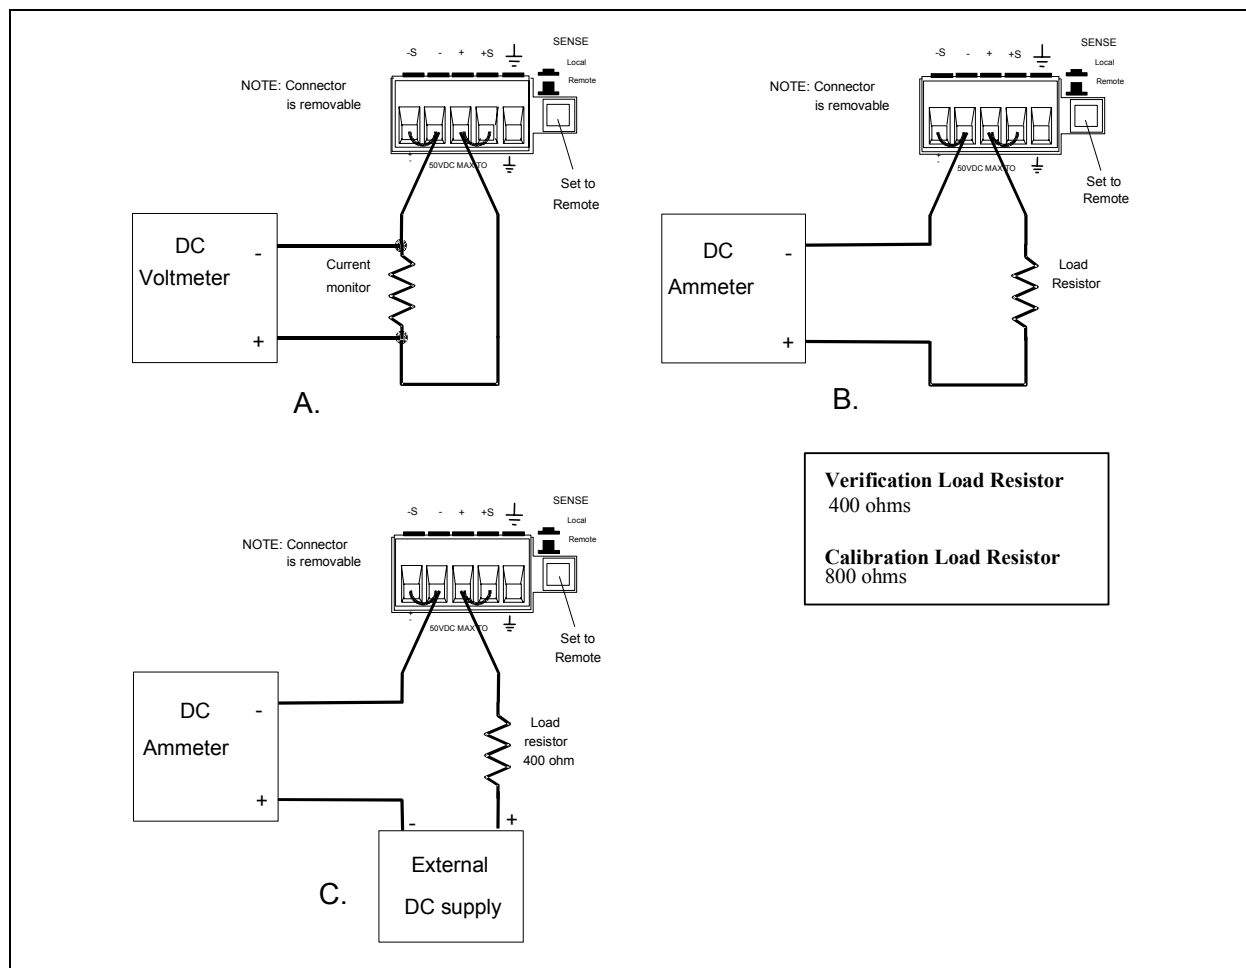 SENSE
-S - + +S
Local
Remote
NOTE: Connector
is removable
+
-
50VDC MAX TO
Set to
Remote
DC
Voltmeter
-
+
Current
monitor
A.
SENSE
-S - + +S
Local
Remote
NOTE: Connector
is removable
+
-
50VDC MAX TO
Set to
Remote
DC
Ammeter
-
+
Load
Resistor
B.
Verification Load Resistor
400 ohms
Calibration Load Resistor
800 ohms
SENSE
-S - + +S
Local
Remote
NOTE: Connector
is removable
+
-
50VDC MAX TO
Set to
Remote
DC
Ammeter
-
+
Load
resistor
400 ohm
- +
External
DC supply
C.